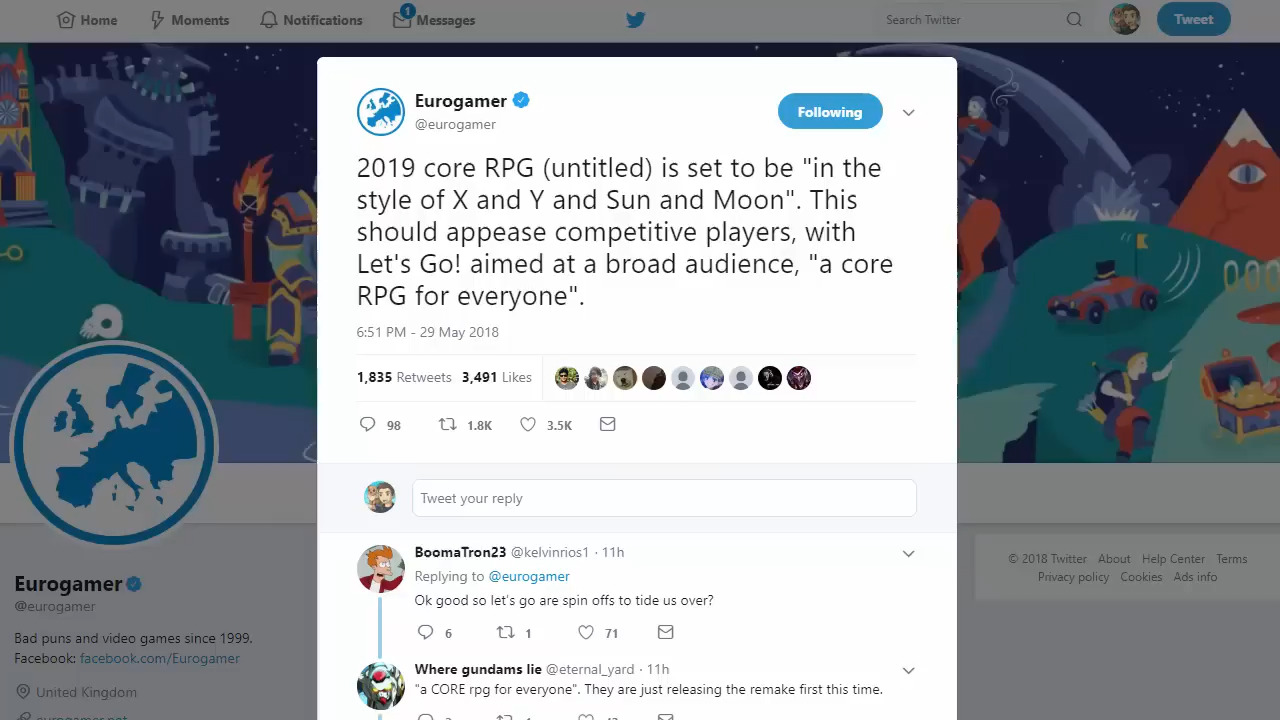 Home
Moments
Notifications
1
Messages
Search Twitter
Tweet
Eurogamer
@eurogamer
Following
2019 core RPG (untitled) is set to be "in the
style of X and Y and Sun and Moon". This
should appease competitive players, with
Let's Go! aimed at a broad audience, "a core
RPG for everyone".
6:51 PM - 29 May 2018
1,835 Retweets 3,491 Likes
98 1.8K 3.5K
Tweet your reply
BoomaTron23 @kelvinrios1 · 11h
Replying to @eurogamer
Ok good so let's go are spin offs to tide us over?
6 1 71
Where gundams lie @eternal_yard · 11h
"a CORE rpg for everyone". They are just releasing the remake first this time.
Eurogamer
@eurogamer
Bad puns and video games since 1999.
Facebook: facebook.com/Eurogamer
United Kingdom
eurogamer.net
© 2018 Twitter About Help Center Terms
Privacy policy Cookies Ads info